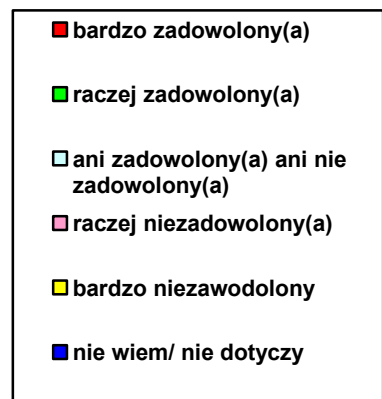 bardzo zadowolony(a)
raczej zadowolony(a)
ani zadowolony(a) ani nie
zadowolony(a)
raczej niezadowolony(a)
bardzo niezawodolony
nie wiem/ nie dotyczy